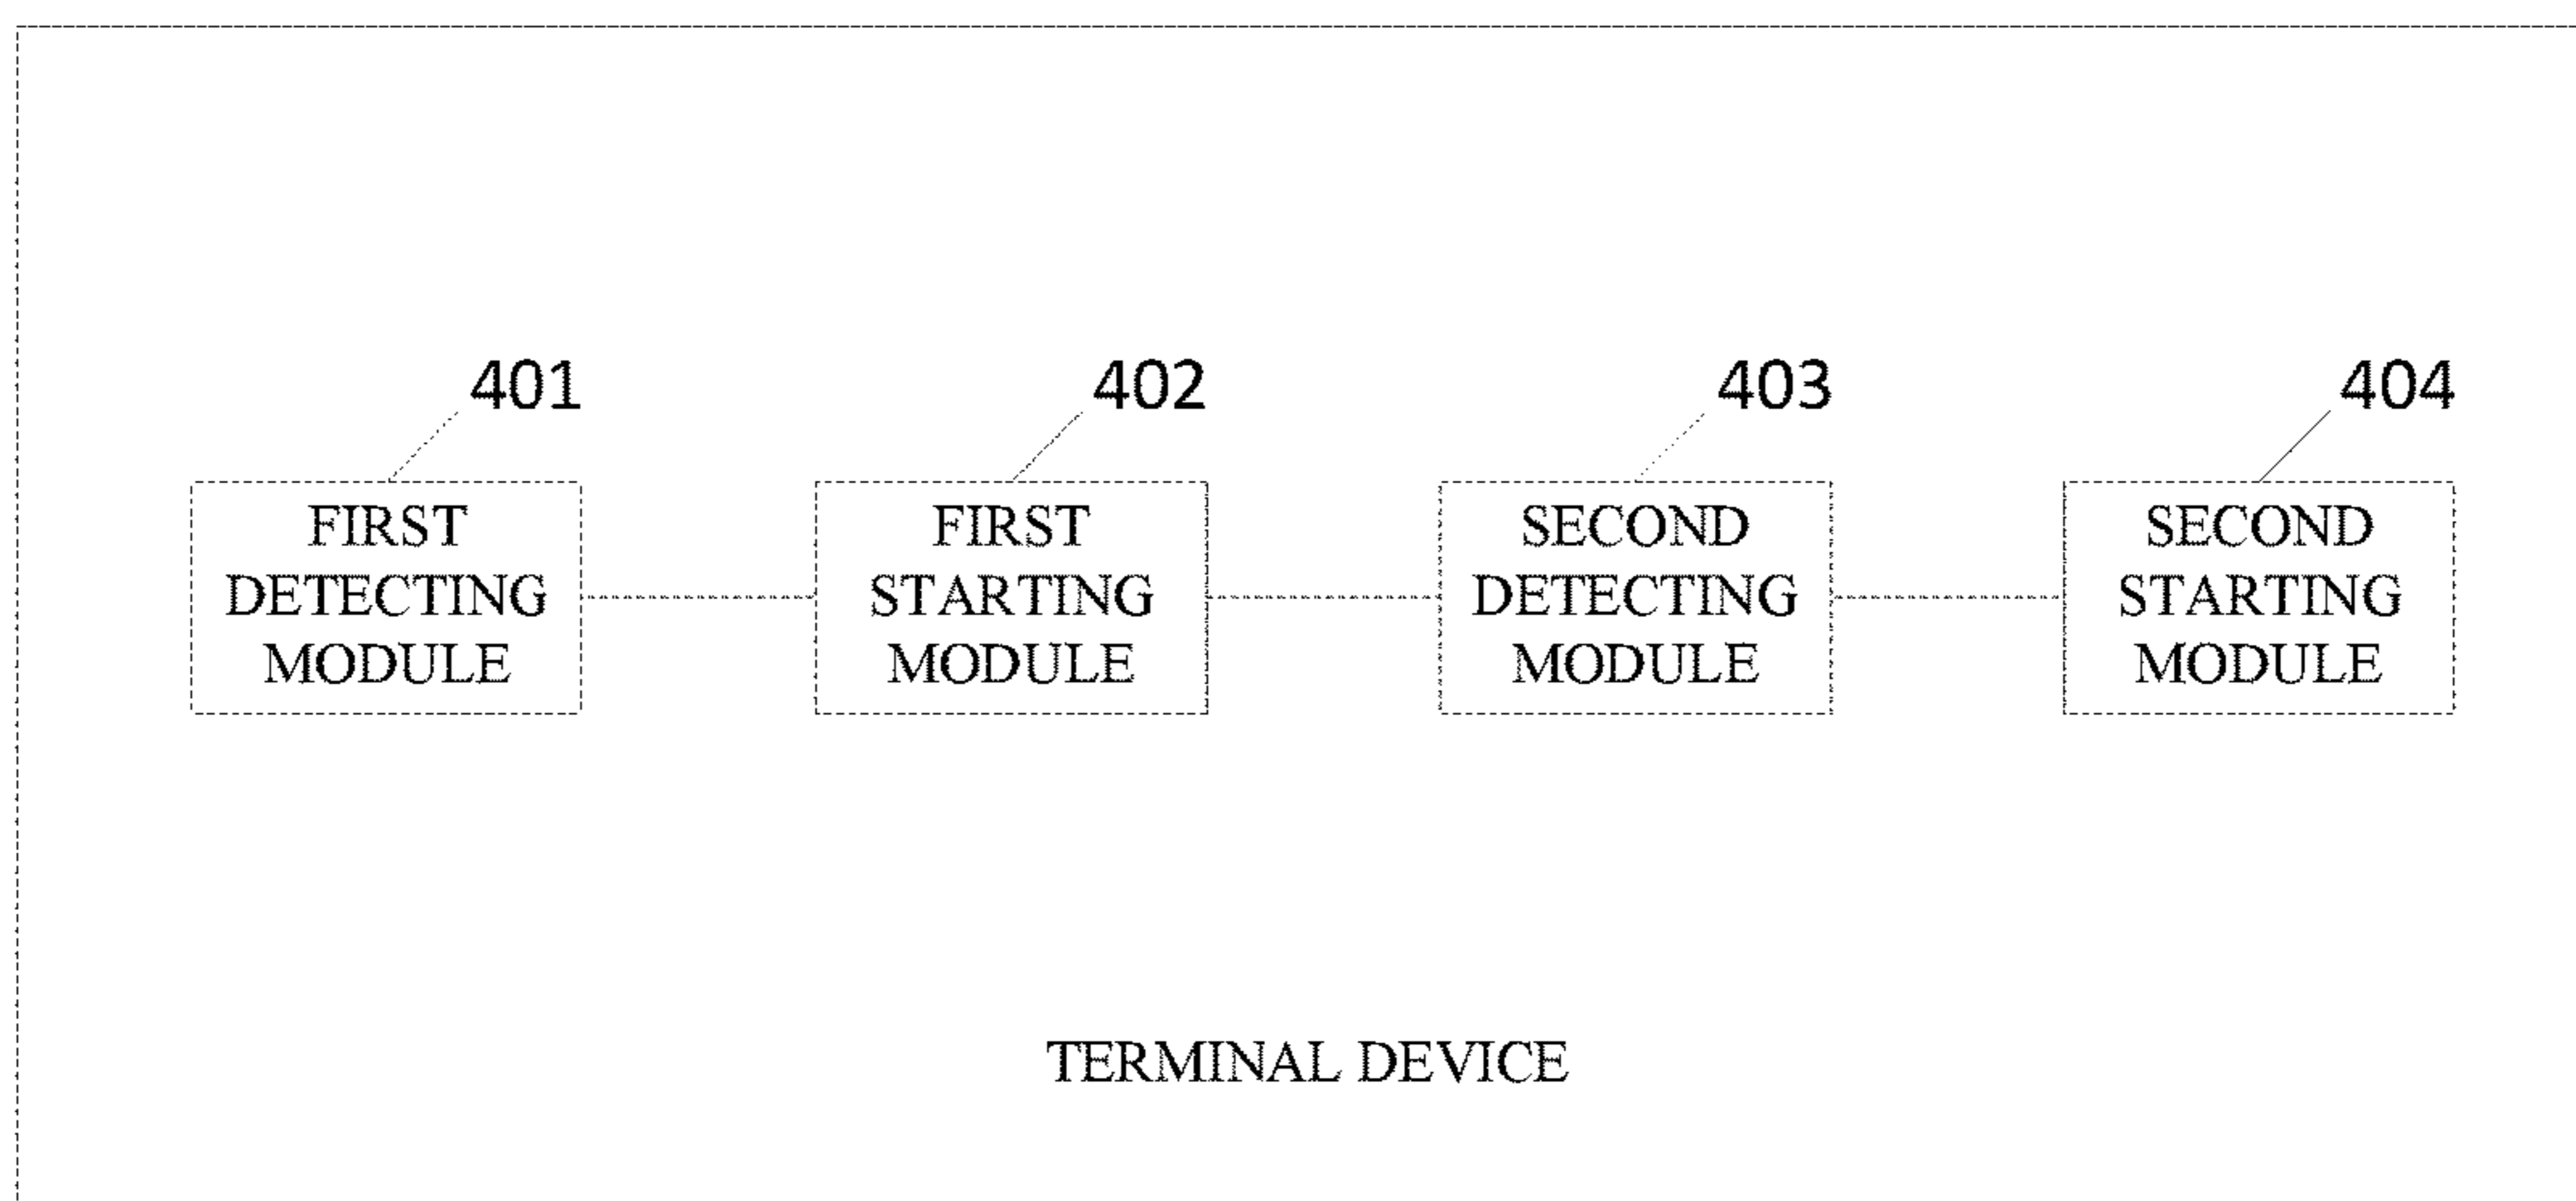 401
402
403
404
FIRST
DETECTING
MODULE
FIRST
STARTING
MODULE
SECOND
DETECTING
MODULE
SECOND
STARTING
MODULE
TERMINAL DEVICE